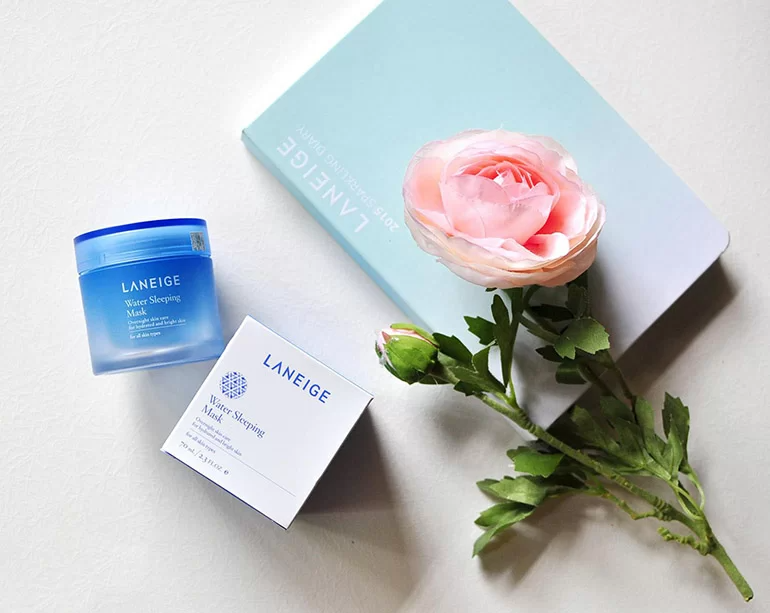 LANEIGE
2015 SPARKLING DIARY
LANEIGE
Water Sleeping
Mask
Overnight skin care
for hydrated and bright skin
for all skin types
LANEIGE
Water Sleeping
Mask
Overnight skin care
for hydrated and bright skin
for all skin types
70 mL / 2.3 FL.OZ. e